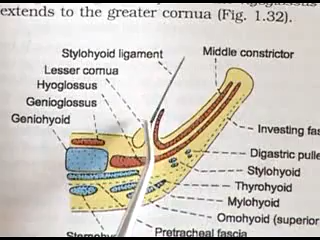 extends to the greater cornua (Fig. 1.32).
Stylohyoid ligament
Middle constrictor
Lesser cornua
Hyoglossus
Genioglossus
Geniohyoid
Investing fas
Digastric pulle
Stylohyoid
Thyrohyoid
Mylohyoid
Omohyoid (superior
Pretracheal fascia